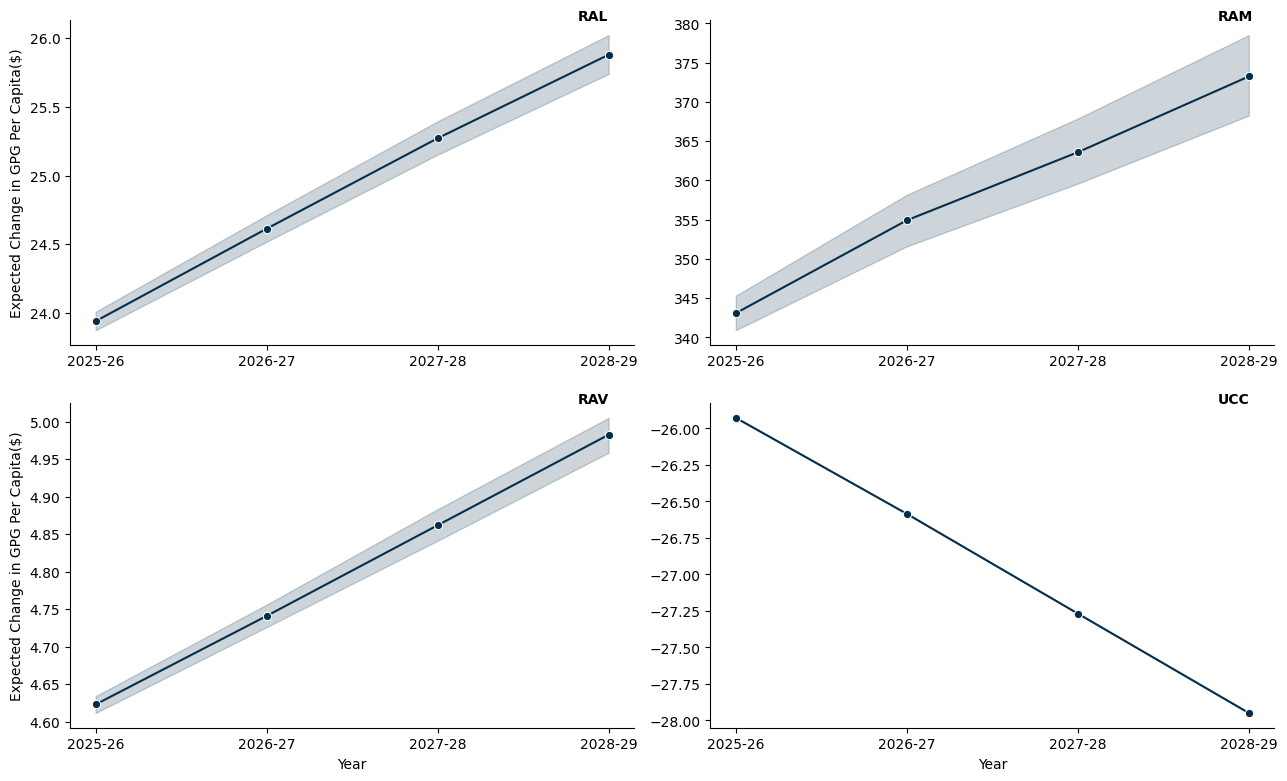 RAL
Expected Change in GPG Per Capita($)
26.0
25.5
25.0
24.5
24.0
2025-26 2026-27 2027-28 2028-29
RAM
380
375
370
365
360
355
350
345
340
2025-26 2026-27 2027-28 2028-29
RAV
Expected Change in GPG Per Capita($)
5.00
4.95
4.90
4.85
4.80
4.75
4.70
4.65
4.60
2025-26 2026-27 2027-28 2028-29
Year
UCC
−26.00
−26.25
−26.50
−26.75
−27.00
−27.25
−27.50
−27.75
−28.00
2025-26 2026-27 2027-28 2028-29
Year